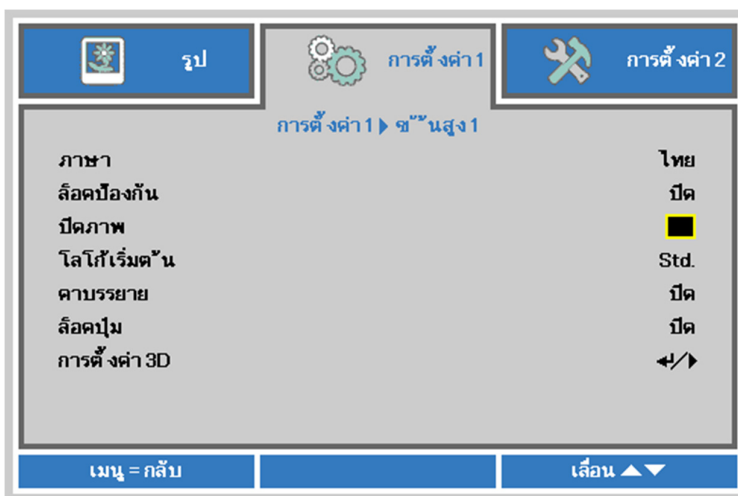 รูป
การตั้งค่า 1
การตั้งค่า 2
การตั้งค่า 1 ▶ ขั้นสูง 1
ภาษา ไทย
ล็อคป้องกัน ปิด
ปิดภาพ
โลโก้เริ่มต้น Std.
คาบรรยาย ปิด
ล็อคปุ่ม ปิด
การตั้งค่า 3D ↵/▶
เมนู = กลับ
เลื่อน ▲▼